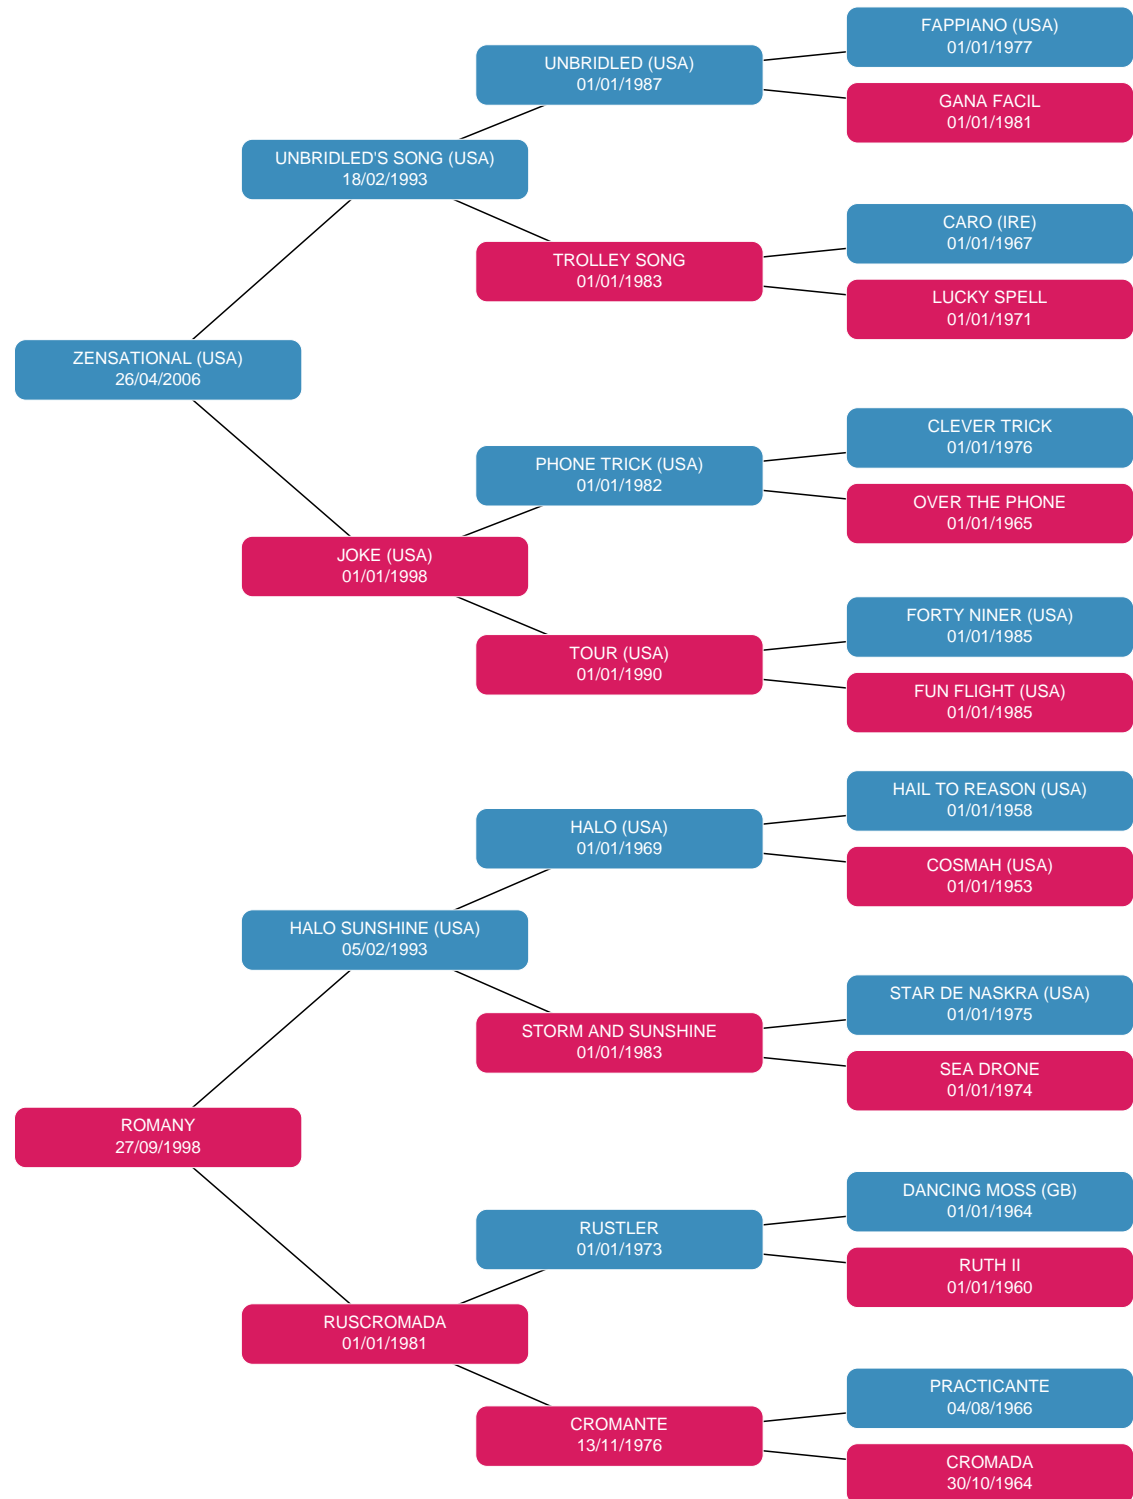 FAPPIANO (USA)
01/01/1977
UNBRIDLED (USA)
01/01/1987
GANA FACIL
01/01/1981
UNBRIDLED'S SONG (USA)
18/02/1993
CARO (IRE)
01/01/1967
TROLLEY SONG
01/01/1983
LUCKY SPELL
01/01/1971
ZENSATIONAL (USA)
26/04/2006
CLEVER TRICK
01/01/1976
PHONE TRICK (USA)
01/01/1982
OVER THE PHONE
01/01/1965
JOKE (USA)
01/01/1998
FORTY NINER (USA)
01/01/1985
TOUR (USA)
01/01/1990
FUN FLIGHT (USA)
01/01/1985
HAIL TO REASON (USA)
01/01/1958
HALO (USA)
01/01/1969
COSMAH (USA)
01/01/1953
HALO SUNSHINE (USA)
05/02/1993
STAR DE NASKRA (USA)
01/01/1975
STORM AND SUNSHINE
01/01/1983
SEA DRONE
01/01/1974
ROMANY
27/09/1998
DANCING MOSS (GB)
01/01/1964
RUSTLER
01/01/1973
RUTH II
01/01/1960
RUSCROMADA
01/01/1981
PRACTICANTE
04/08/1966
CROMANTE
13/11/1976
CROMADA
30/10/1964